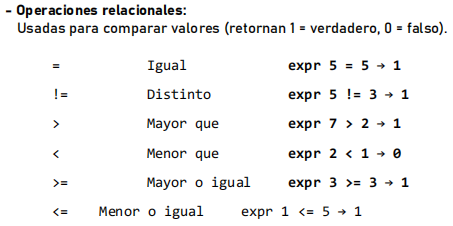 - Operaciones relacionales:
Usadas para comparar valores (retornan 1 = verdadero, 0 = falso).
= Igual expr 5 = 5 → 1
!= Distinto expr 5 != 3 → 1
> Mayor que expr 7 > 2 → 1
< Menor que expr 2 < 1 → 0
>= Mayor o igual expr 3 >= 3 → 1
<= Menor o igual expr 1 <= 5 → 1